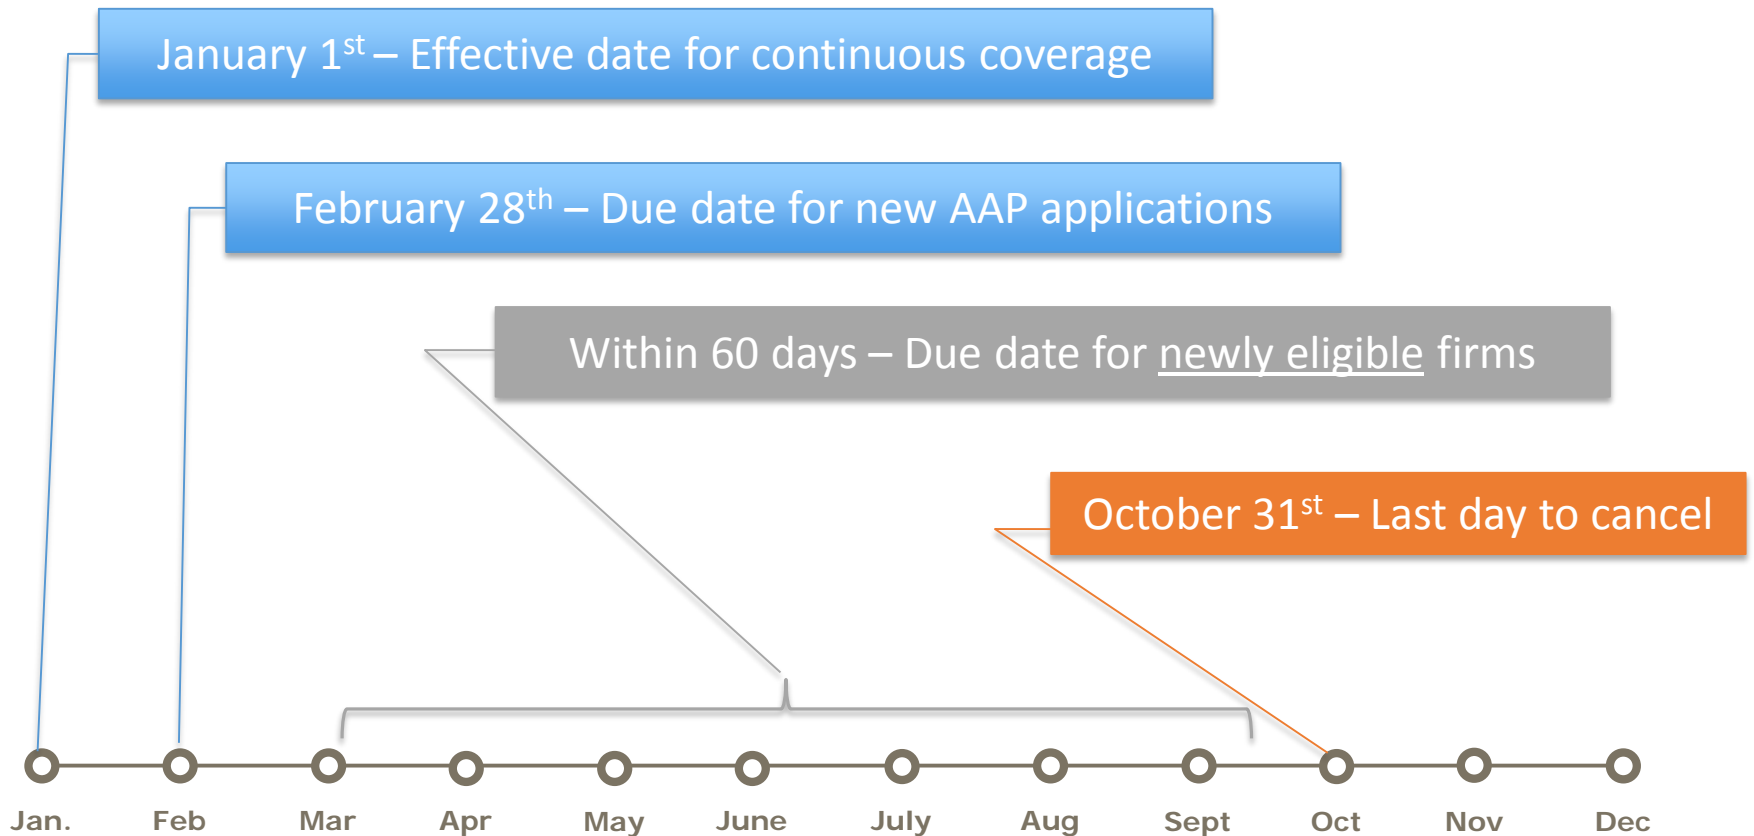 January 1st – Effective date for continuous coverage
February 28th – Due date for new AAP applications
Within 60 days – Due date for newly eligible firms
October 31st – Last day to cancel
Jan. Feb Mar Apr May June July Aug Sept Oct Nov Dec